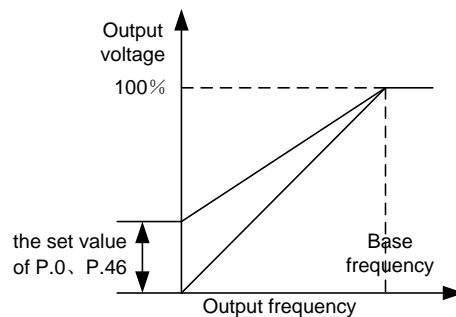 Output
voltage
100%
the set value
of P.0、P.46
Base
frequency
Output frequency